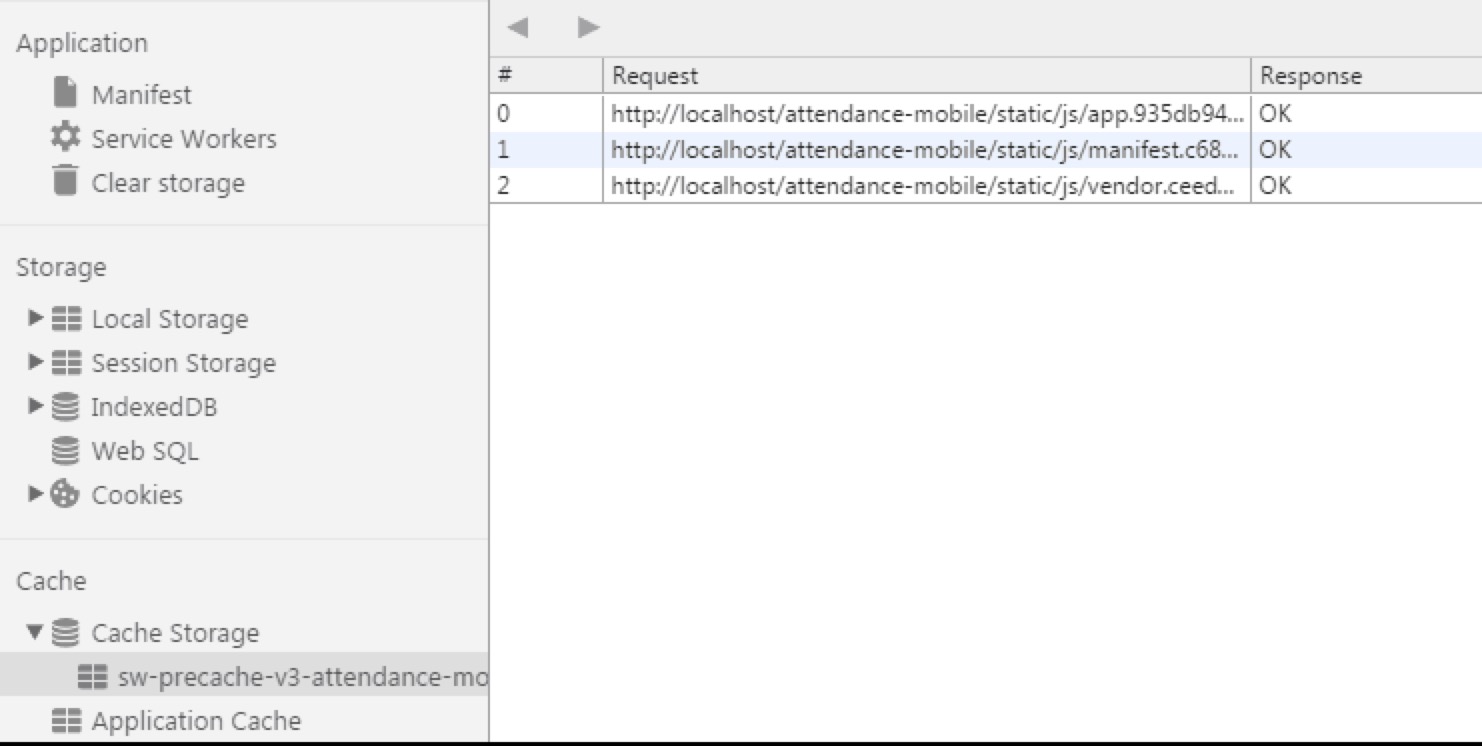 Application
Manifest
Service Workers
Clear storage
Storage
Local Storage
Session Storage
IndexedDB
Web SQL
Cookies
Cache
Cache Storage
sw-precache-v3-attendance-mo
Application Cache
# Request Response
0 http://localhost/attendance-mobile/static/js/app.935db94... OK
1 http://localhost/attendance-mobile/static/js/manifest.c68... OK
2 http://localhost/attendance-mobile/static/js/vendor.ceed... OK